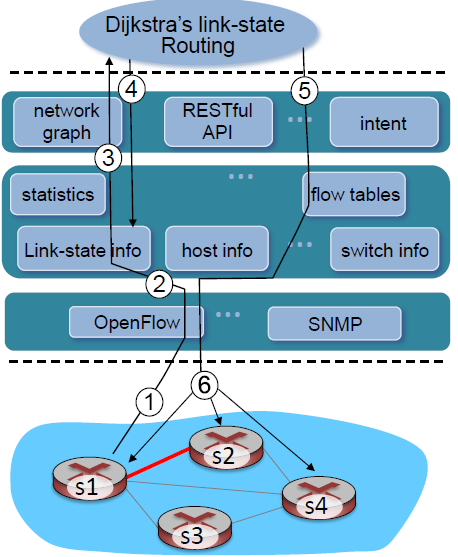 Dijkstra's link-state
Routing
4
5
network
graph
RESTful
API
...
intent
3
statistics
...
flow tables
Link-state info
host info
...
switch info
2
OpenFlow
...
SNMP
1
6
s2
s1
s4
s3